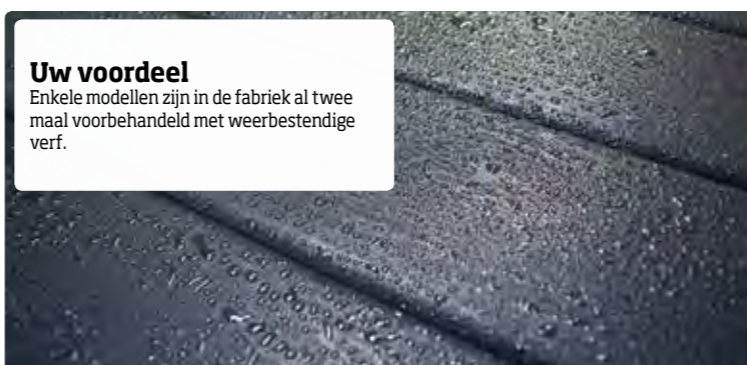 Uw voordeel
Enkele modellen zijn in de fabriek al twee
maal voorbehandeld met weerbestendige
verf.